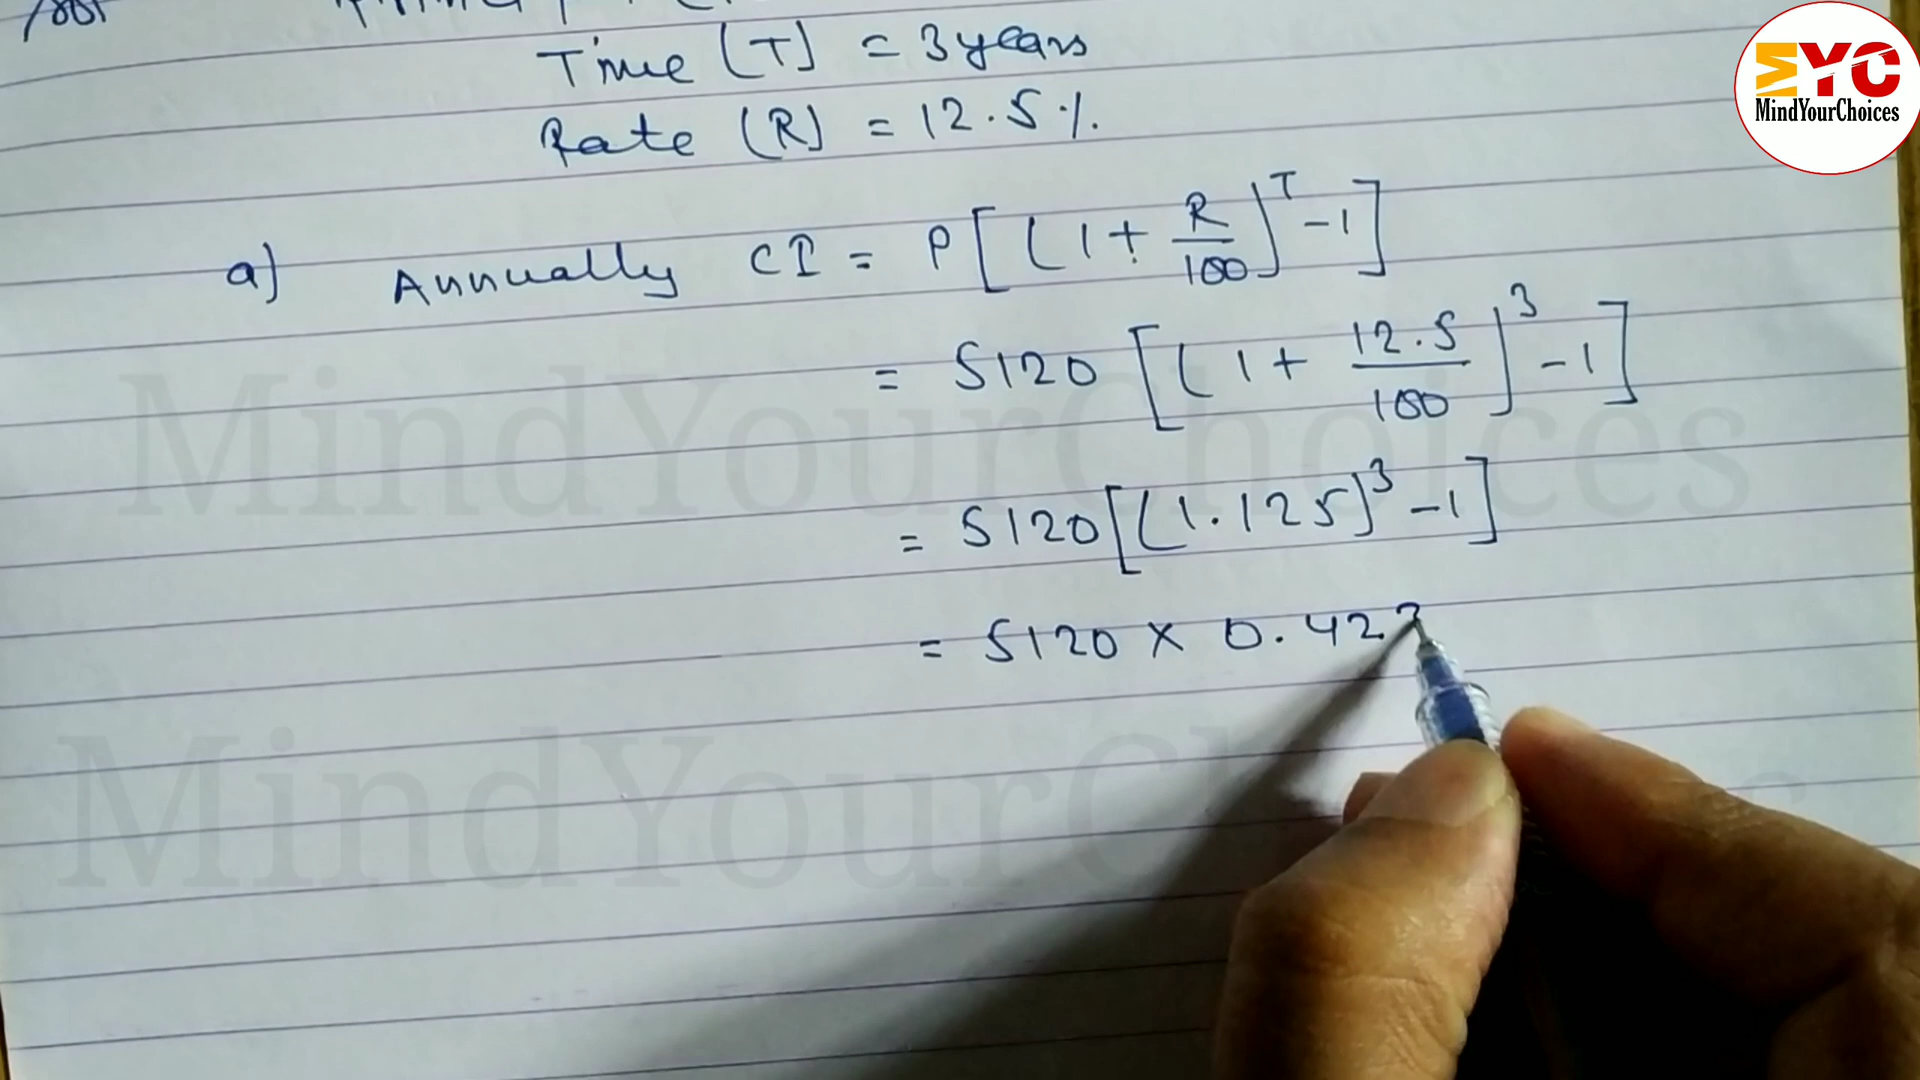 MYC
MindYourChoices
Time (T) = 3 years
Rate (R) = 12.5%
a) Annually CI = P[(1 + R/100)^T - 1]
= 5120 [(1 + 12.5/100)^3 - 1]
MindYourChoices
= 5120[(1.125)^3 - 1]
= 5120 × 0.42
MindYourChoices